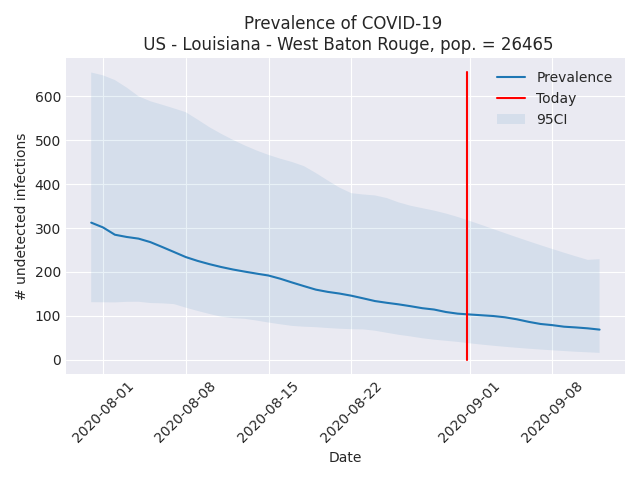 Prevalence of COVID-19
US - Louisiana - West Baton Rouge, pop. = 26465
Prevalence
Today
95CI
# undetected infections
600
500
400
300
200
100
0
2020-08-01
2020-08-08
2020-08-15
2020-08-22
2020-09-01
2020-09-08
Date